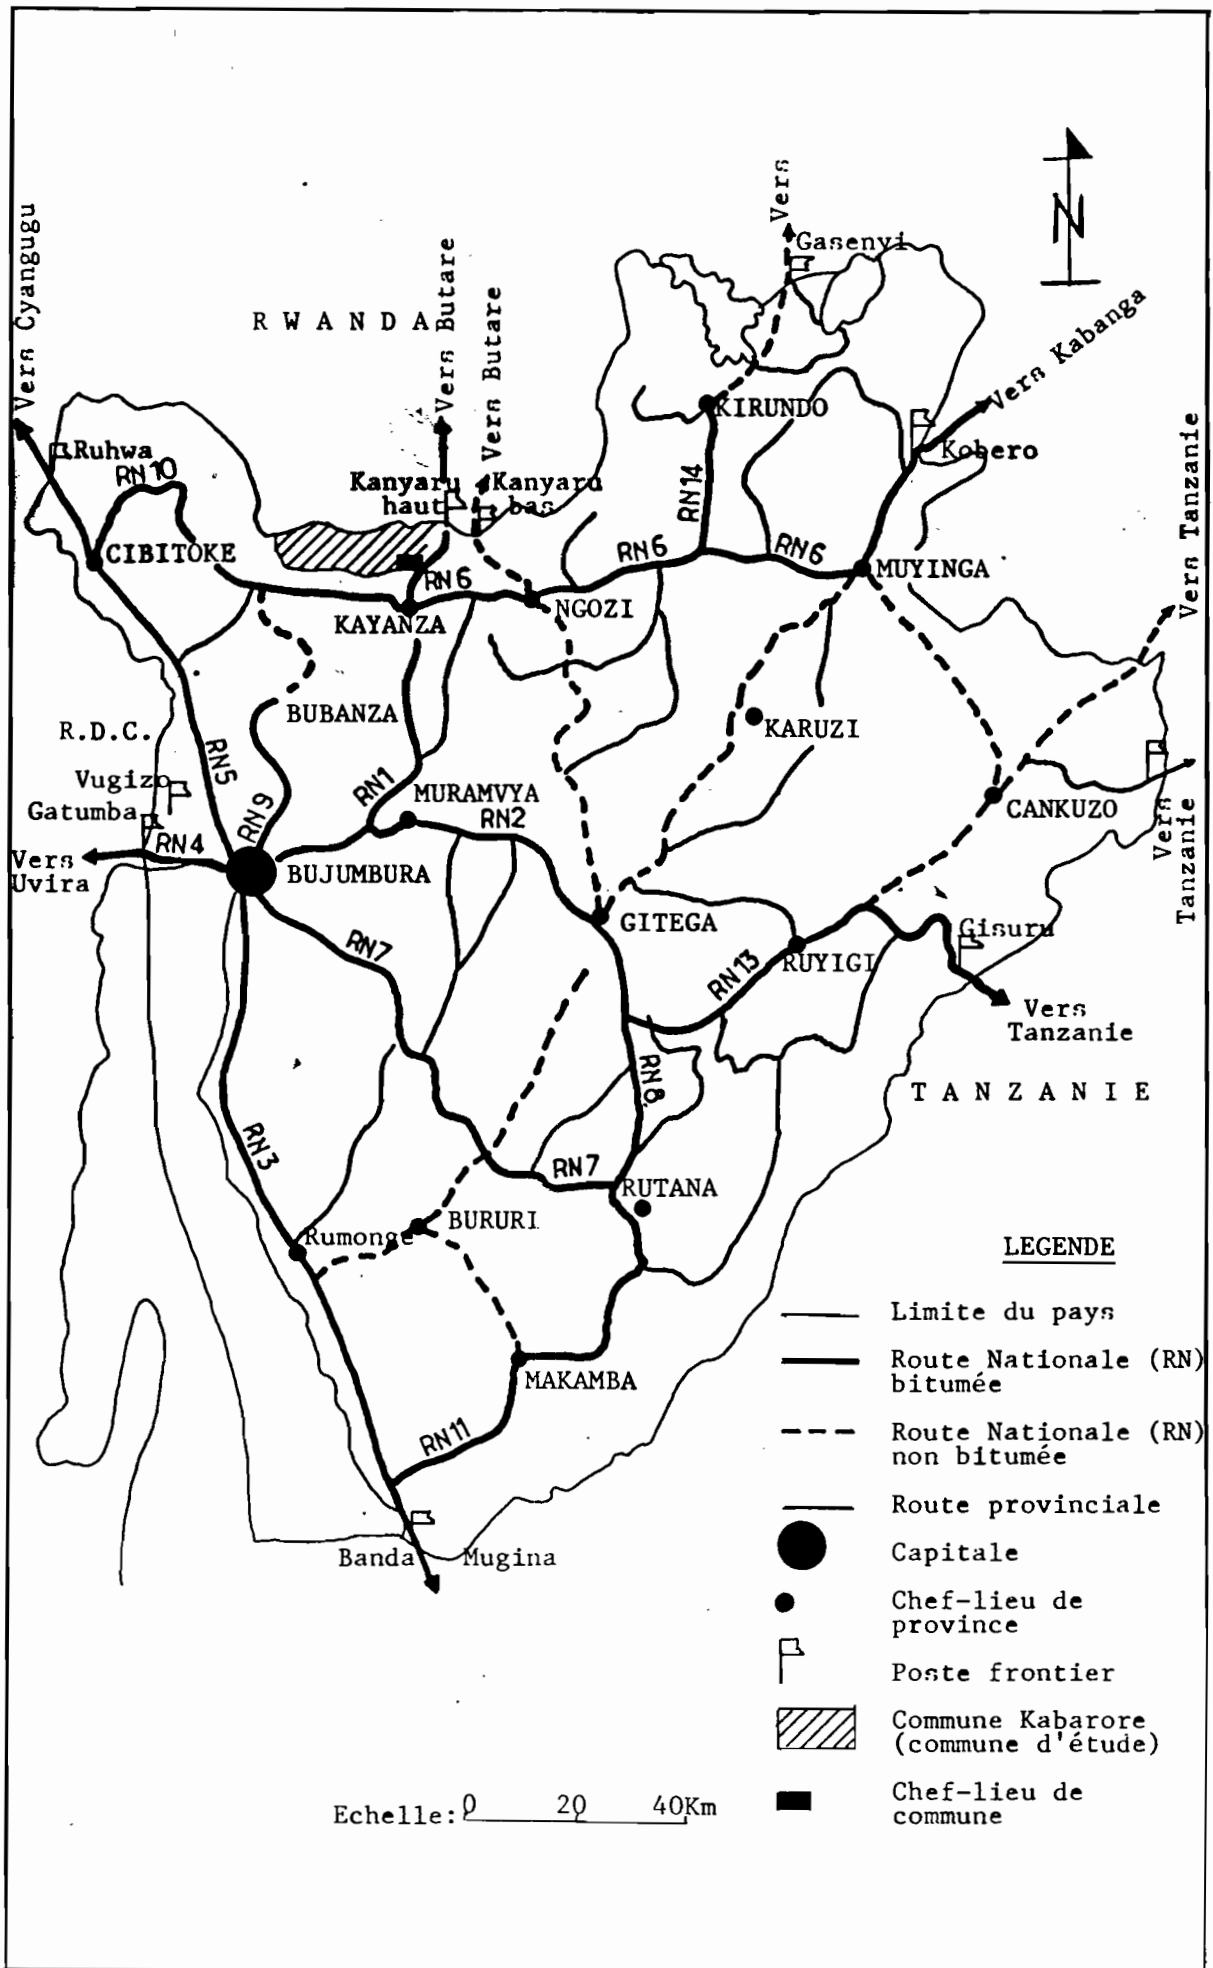 Vers
Gasenyi
N
RWANDA
Vers Cyangugu
Vers Butare
Vers Butare
Vers Kabanga
KIRUNDO
Kobero
Ruhwa
RN10
Kanyaru
haut
Kanyaru
bas
RN14
Vers Tanzanie
CIBITOKE
RN6
RN6
RN6
MUYINGA
KAYANZA
NGOZI
BUBANZA
R.D.C.
KARUZI
RN5
Vugizo
Gatumba
RN9
RN1
MURAMVYA
RN2
CANKUZO
RN4
Vers
Uvira
BUJUMBURA
Vers
Tanzanie
GITEGA
RN7
RUYIGI
Gisuru
RN13
Vers
Tanzanie
RN8
TANZANIE
RN3
RN7
RUTANA
BURURI
Rumonge
MAKAMBA
RN11
Banda
Mugina
LEGENDE
Limite du pays
Route Nationale (RN)
bitumée
Route Nationale (RN)
non bitumée
Route provinciale
Capitale
Chef-lieu de
province
Poste frontier
Commune Kabarore
(commune d'étude)
Chef-lieu de
commune
Echelle: 0 20 40Km